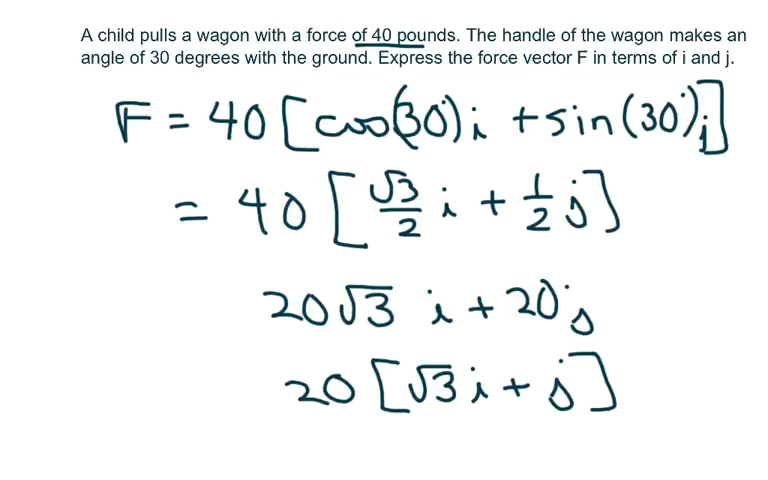 A child pulls a wagon with a force of 40 pounds. The handle of the wagon makes an
angle of 30 degrees with the ground. Express the force vector F in terms of i and j.
F = 40 [cos(30°)i + sin(30°)j]
= 40 [√3/2 i + 1/2 j]
20√3 i + 20j
20 [√3 i + j]